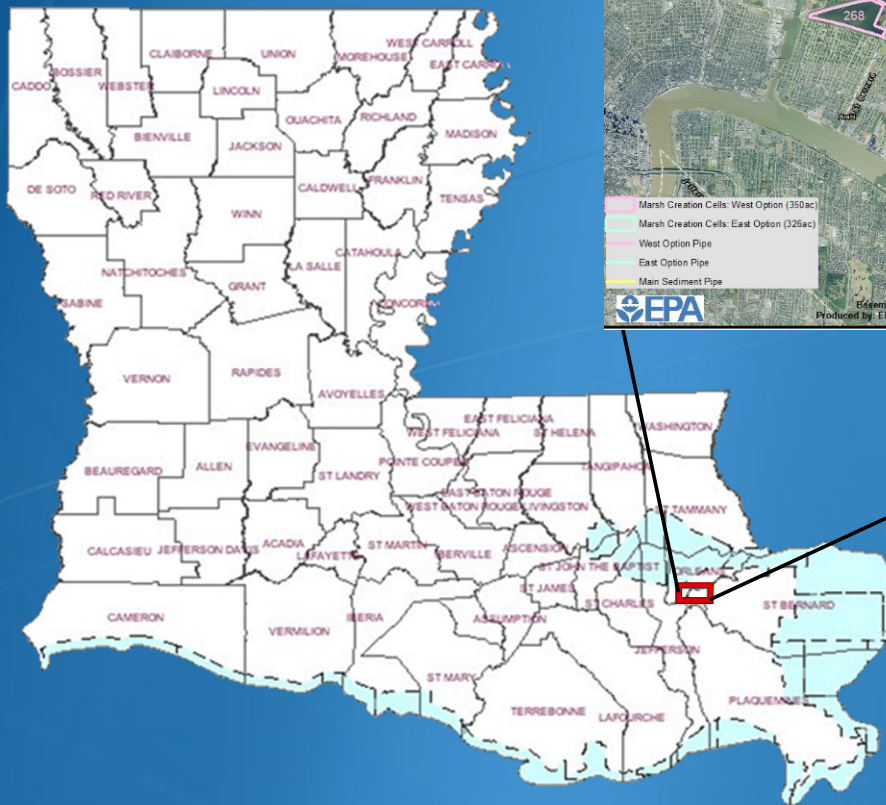 268
Arabi
Marsh Creation Cells: West Option (350ac)
Marsh Creation Cells: East Option (326ac)
West Option Pipe
East Option Pipe
Main Sediment Pipe
EPA
Produced by:
CLAIBORNE
UNION
MOREHOUSE
WEST CARROLL
EAST CARROLL
CADDO
BOSSIER
WEBSTER
LINCOLN
OUACHITA
RICHLAND
MADISON
BIENVILLE
JACKSON
DE SOTO
RED RIVER
CALDWELL
FRANKLIN
TENSAS
WINN
NATCHITOCHES
GRANT
LA SALLE
CATAHOULA
CONCORDIA
SABINE
VERNON
RAPIDES
AVOYELLES
EAST FELICIANA
WEST FELICIANA
ST HELENA
WASHINGTON
BEAUREGARD
ALLEN
EVANGELINE
ST LANDRY
POINTE COUPEE
TANGIPAHOA
EAST BATON ROUGE
WEST BATON ROUGE
LIVINGSTON
ST TAMMANY
CALCASIEU
JEFFERSON DAVIS
ACADIA
LAFAYETTE
ST MARTIN
IBERVILLE
ASCENSION
ST JOHN THE BAPTIST
ORLEANS
ST JAMES
ST CHARLES
ST BERNARD
CAMERON
VERMILION
IBERIA
ASSUMPTION
JEFFERSON
ST MARY
TERREBONNE
LAFOURCHE
PLAQUEMINES